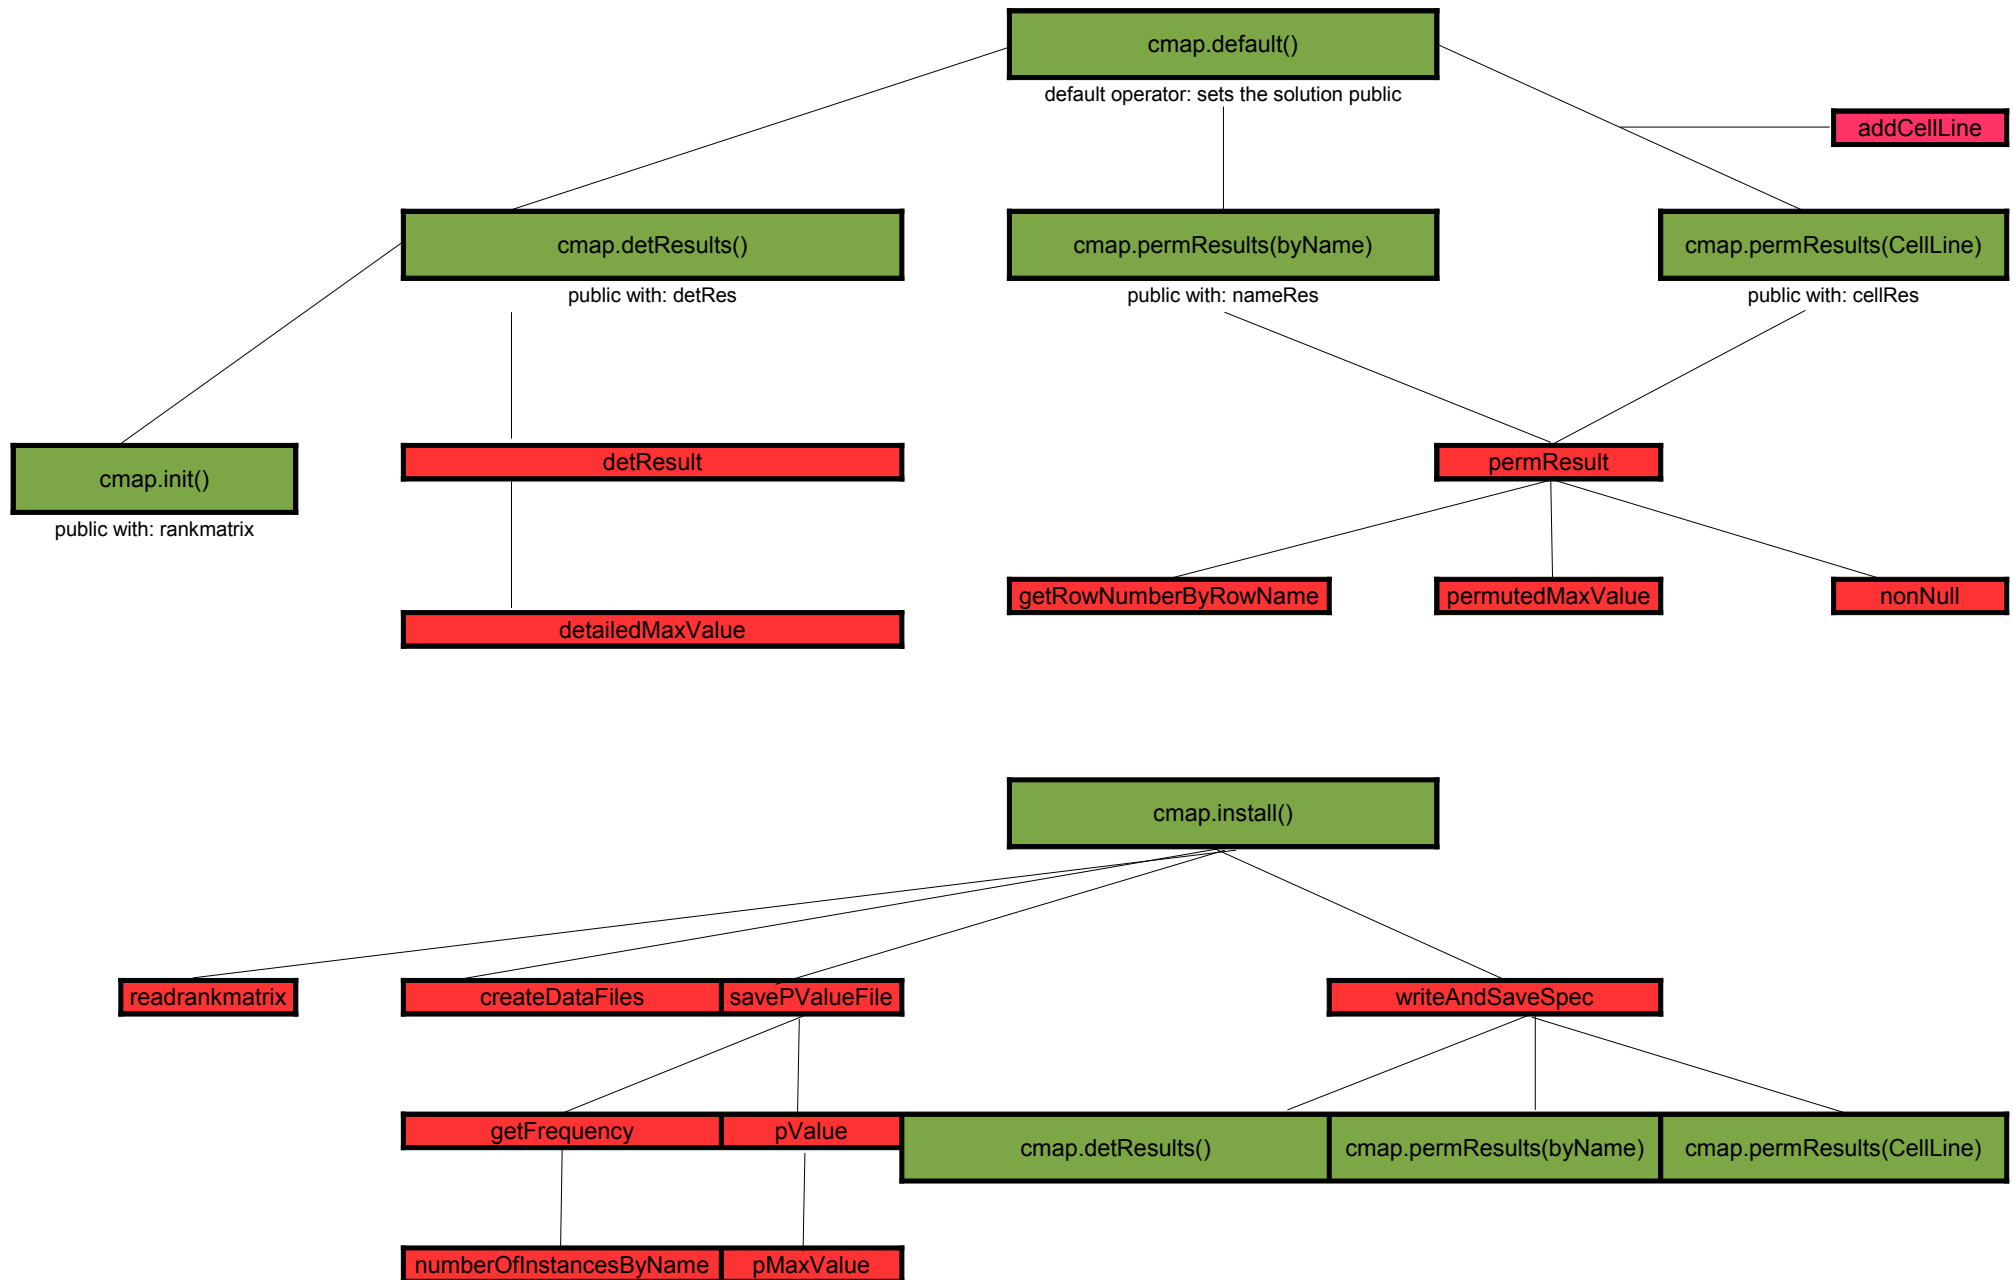 cmap.default()
default operator: sets the solution public
addCellLine
cmap.detResults()
cmap.permResults(byName)
cmap.permResults(CellLine)
public with: detRes
public with: nameRes
public with: cellRes
cmap.init()
public with: rankmatrix
detResult
permResult
getRowNumberByRowName
permutedMaxValue
nonNull
detailedMaxValue
cmap.install()
readrankmatrix
createDataFiles
savePValueFile
writeAndSaveSpec
getFrequency
pValue
cmap.detResults()
cmap.permResults(byName)
cmap.permResults(CellLine)
numberOfInstancesByName
pMaxValue